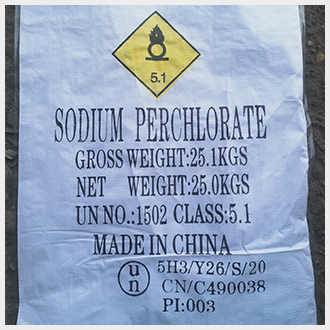 5.1
SODIUM PERCHLORATE
GROSS WEIGHT:25.1KGS
NET WEIGHT:25.0KGS
UN NO.:1502 CLASS:5.1
MADE IN CHINA
un 5H3/Y26/S/20
CN/C490038
PI:003